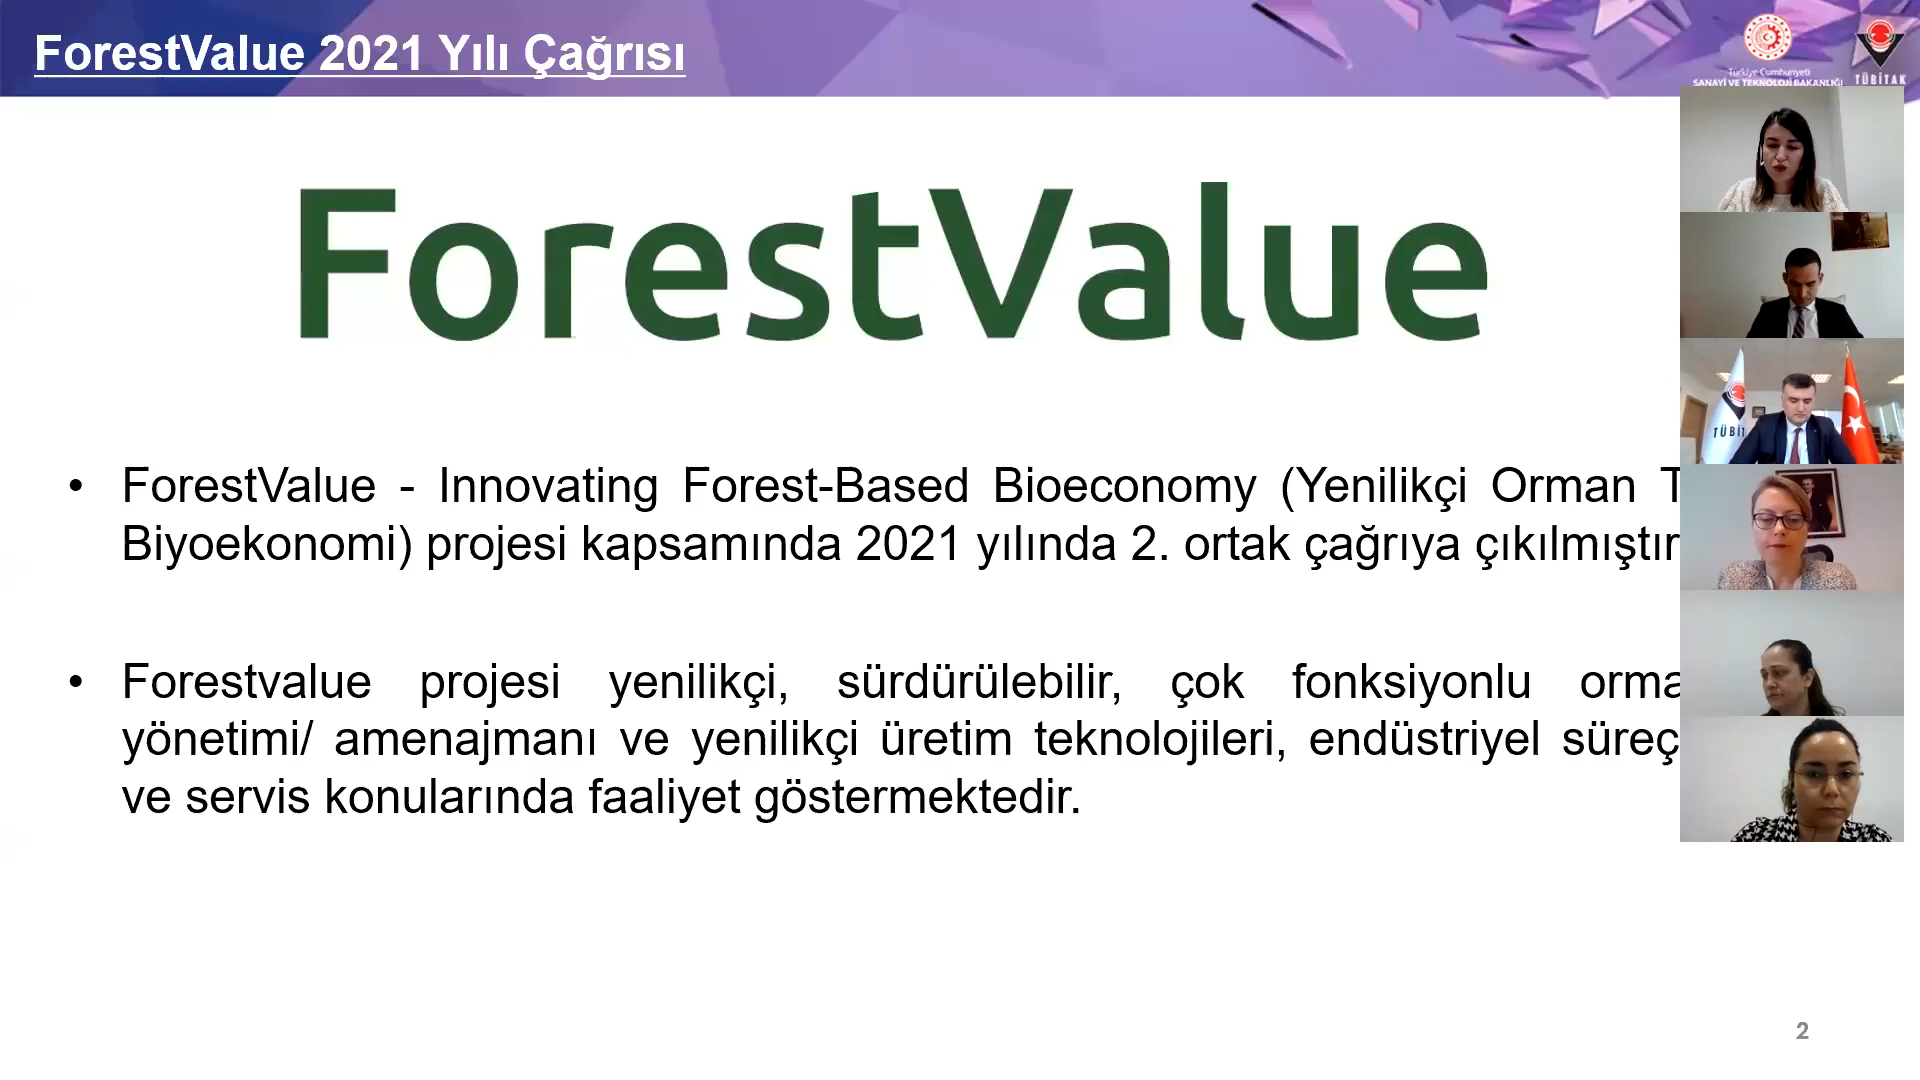 ForestValue 2021 Yılı Çağrısı
Türkiye Cumhuriyeti
SANAYİ VE TEKNOLOJİ BAKANLIĞI
TÜBİTAK
ForestValue
TÜBİT
• ForestValue - Innovating Forest-Based Bioeconomy (Yenilikçi Orman T
Biyoekonomi) projesi kapsamında 2021 yılında 2. ortak çağrıya çıkılmıştır
• Forestvalue projesi yenilikçi, sürdürülebilir, çok fonksiyonlu orma
yönetimi/ amenajmanı ve yenilikçi üretim teknolojileri, endüstriyel süreç
ve servis konularında faaliyet göstermektedir.
2